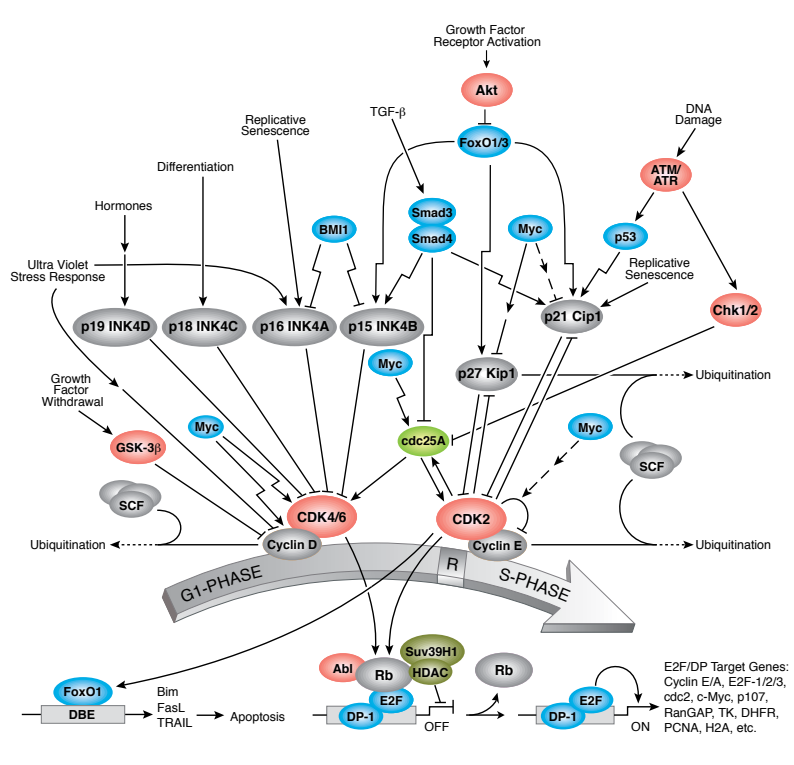 Growth Factor
Receptor Activation
Akt
TGF-β
DNA
Damage
Replicative
Senescence
FoxO1/3
ATM/
ATR
Differentiation
Hormones
Smad3
Smad4
BMI1
Myc
p53
Ultra Violet
Stress Response
Replicative
Senescence
p19 INK4D
p18 INK4C
p16 INK4A
p15 INK4B
p21 Cip1
Chk1/2
Myc
p27 Kip1
Ubiquitination
Growth
Factor
Withdrawal
Myc
cdc25A
Myc
GSK-3β
SCF
SCF
CDK4/6
CDK2
Ubiquitination
Cyclin D
Cyclin E
Ubiquitination
G1-PHASE
R
S-PHASE
Suv39H1
Abl
Rb
HDAC
Rb
E2F/DP Target Genes:
Cyclin E/A, E2F-1/2/3,
cdc2, c-Myc, p107,
RanGAP, TK, DHFR,
PCNA, H2A, etc.
FoxO1
DBE
Bim
FasL
TRAIL
Apoptosis
E2F
DP-1
OFF
E2F
DP-1
ON